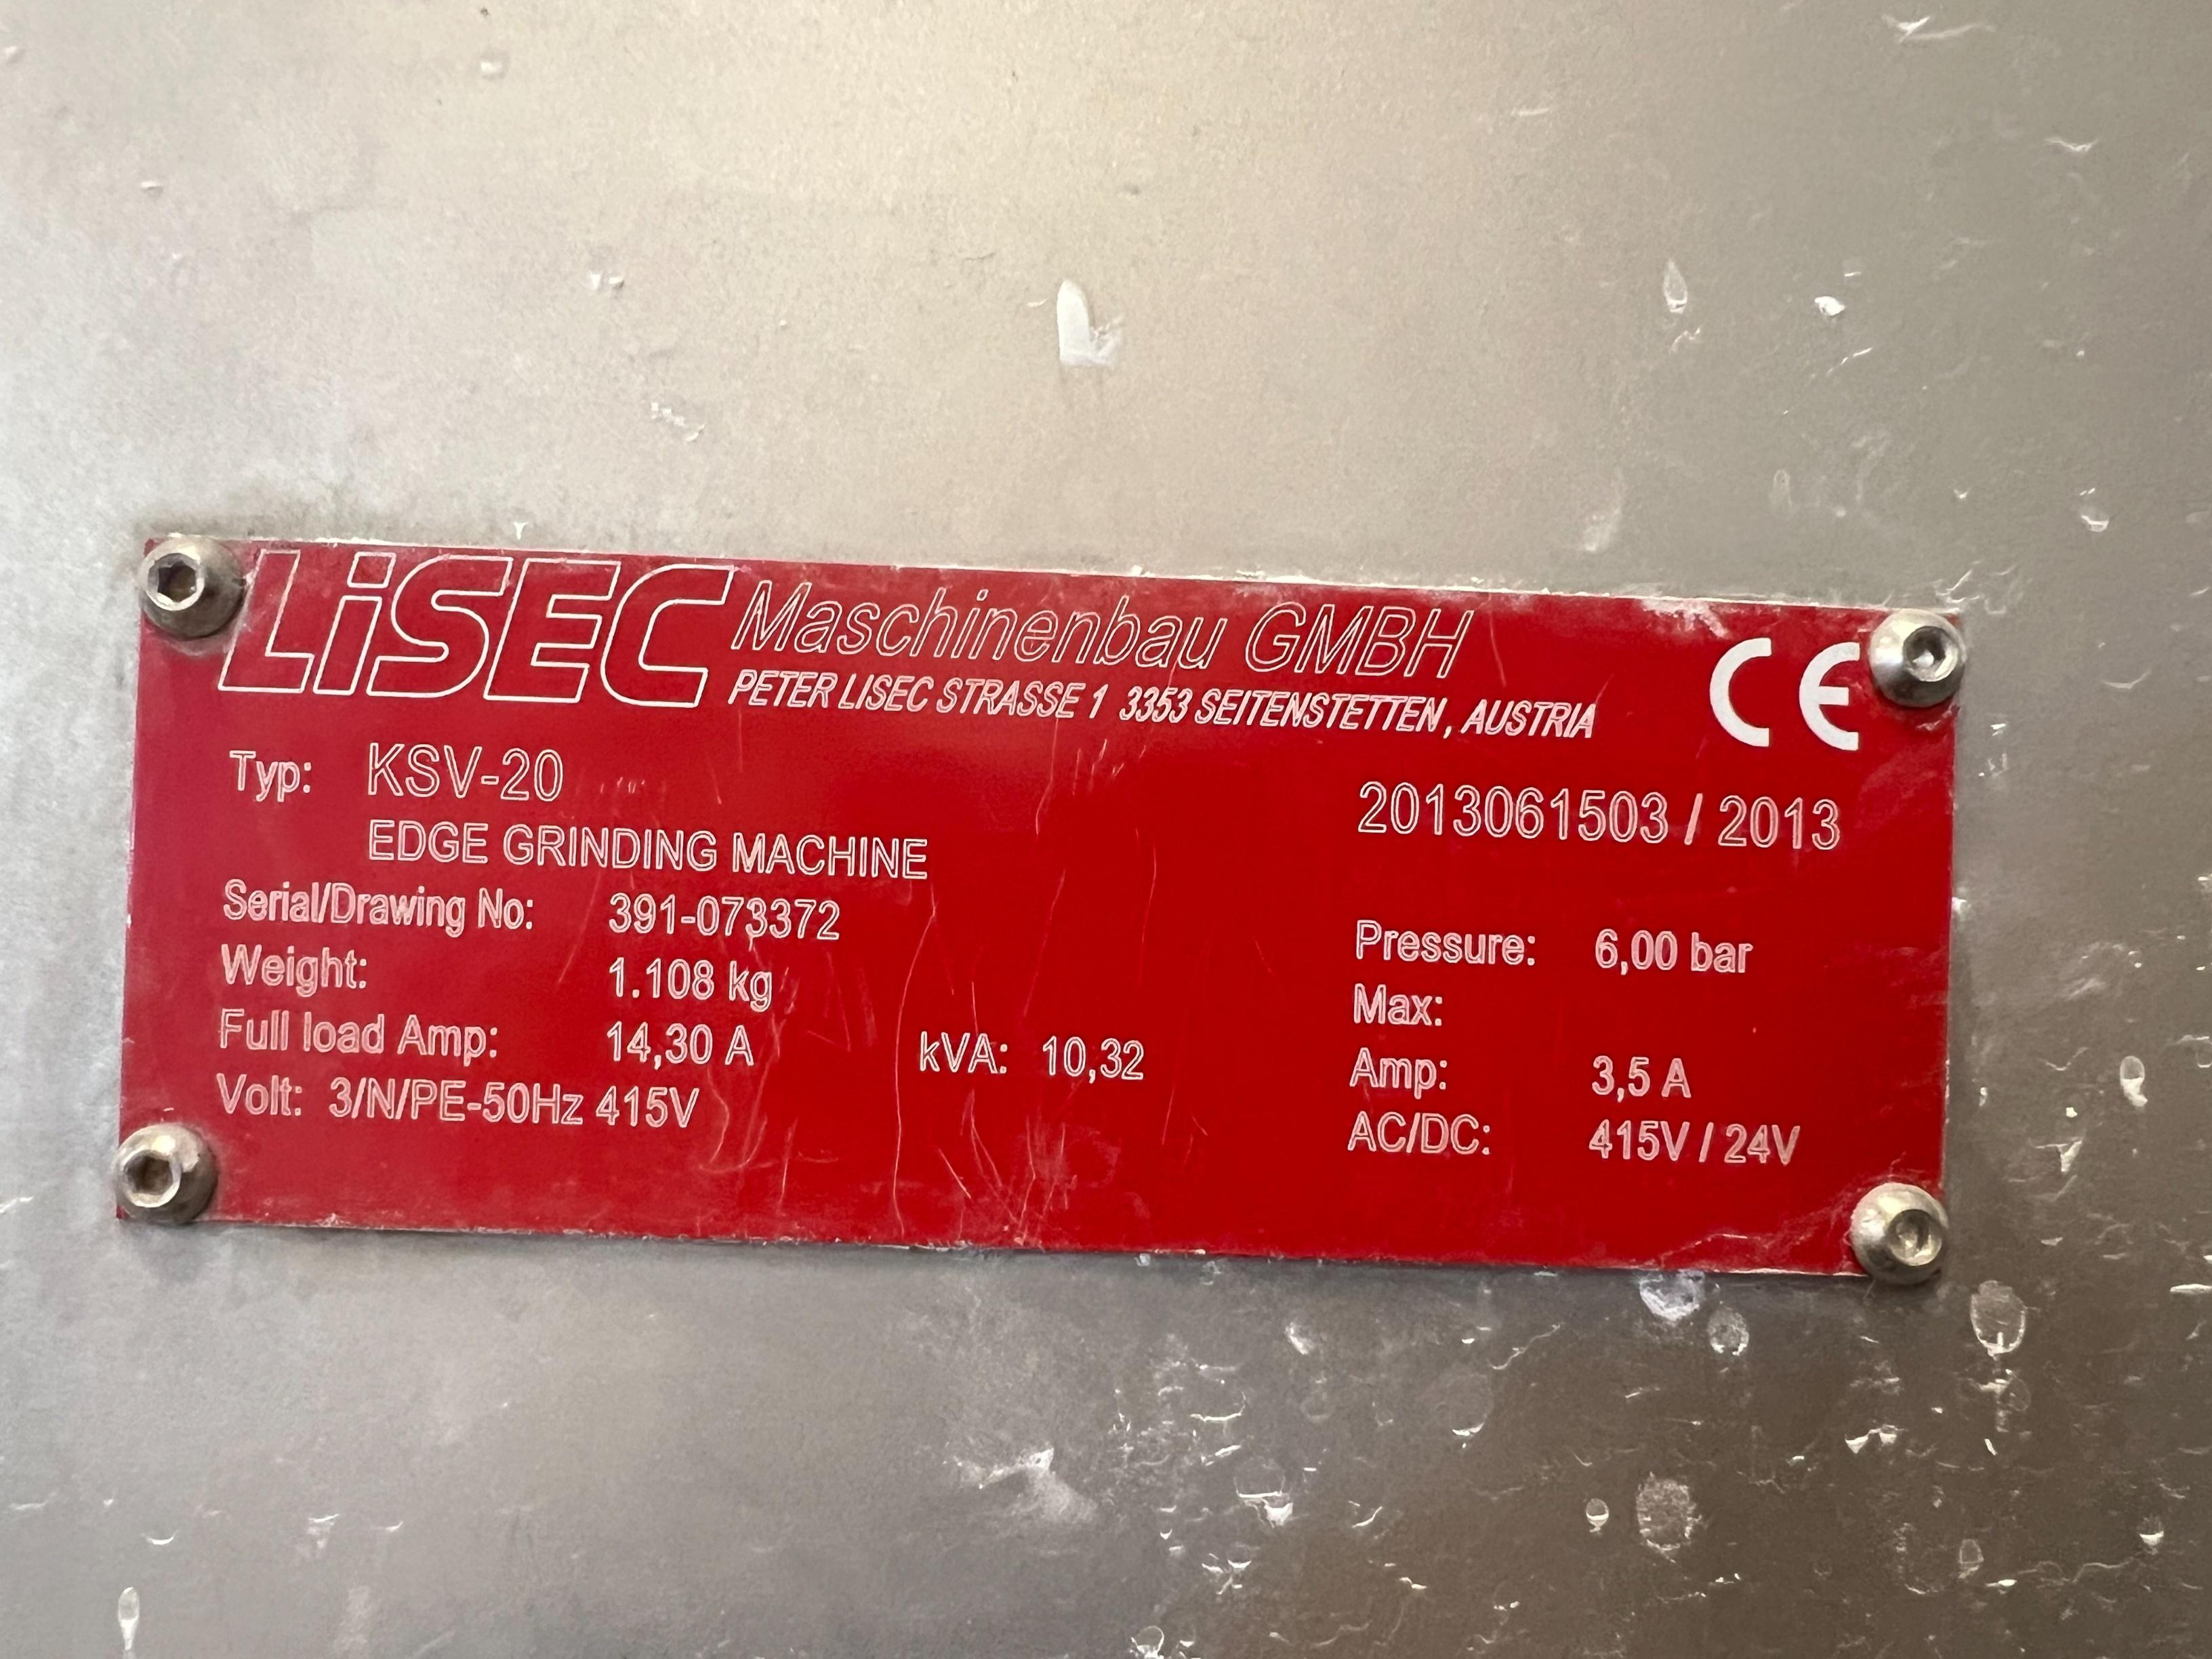 LiSEC Maschinenbau GMBH
PETER LISEC STRASSE 1 3353 SEITENSTETTEN, AUSTRIA
CE
Typ: KSV-20
2013061503 / 2013
EDGE GRINDING MACHINE
Serial/Drawing No: 391-073372
Pressure: 6,00 bar
Weight: 1.108 kg
Max:
Full load Amp: 14,30 A kVA: 10,32
Amp: 3,5 A
Volt: 3/N/PE-50Hz 415V
AC/DC: 415V / 24V